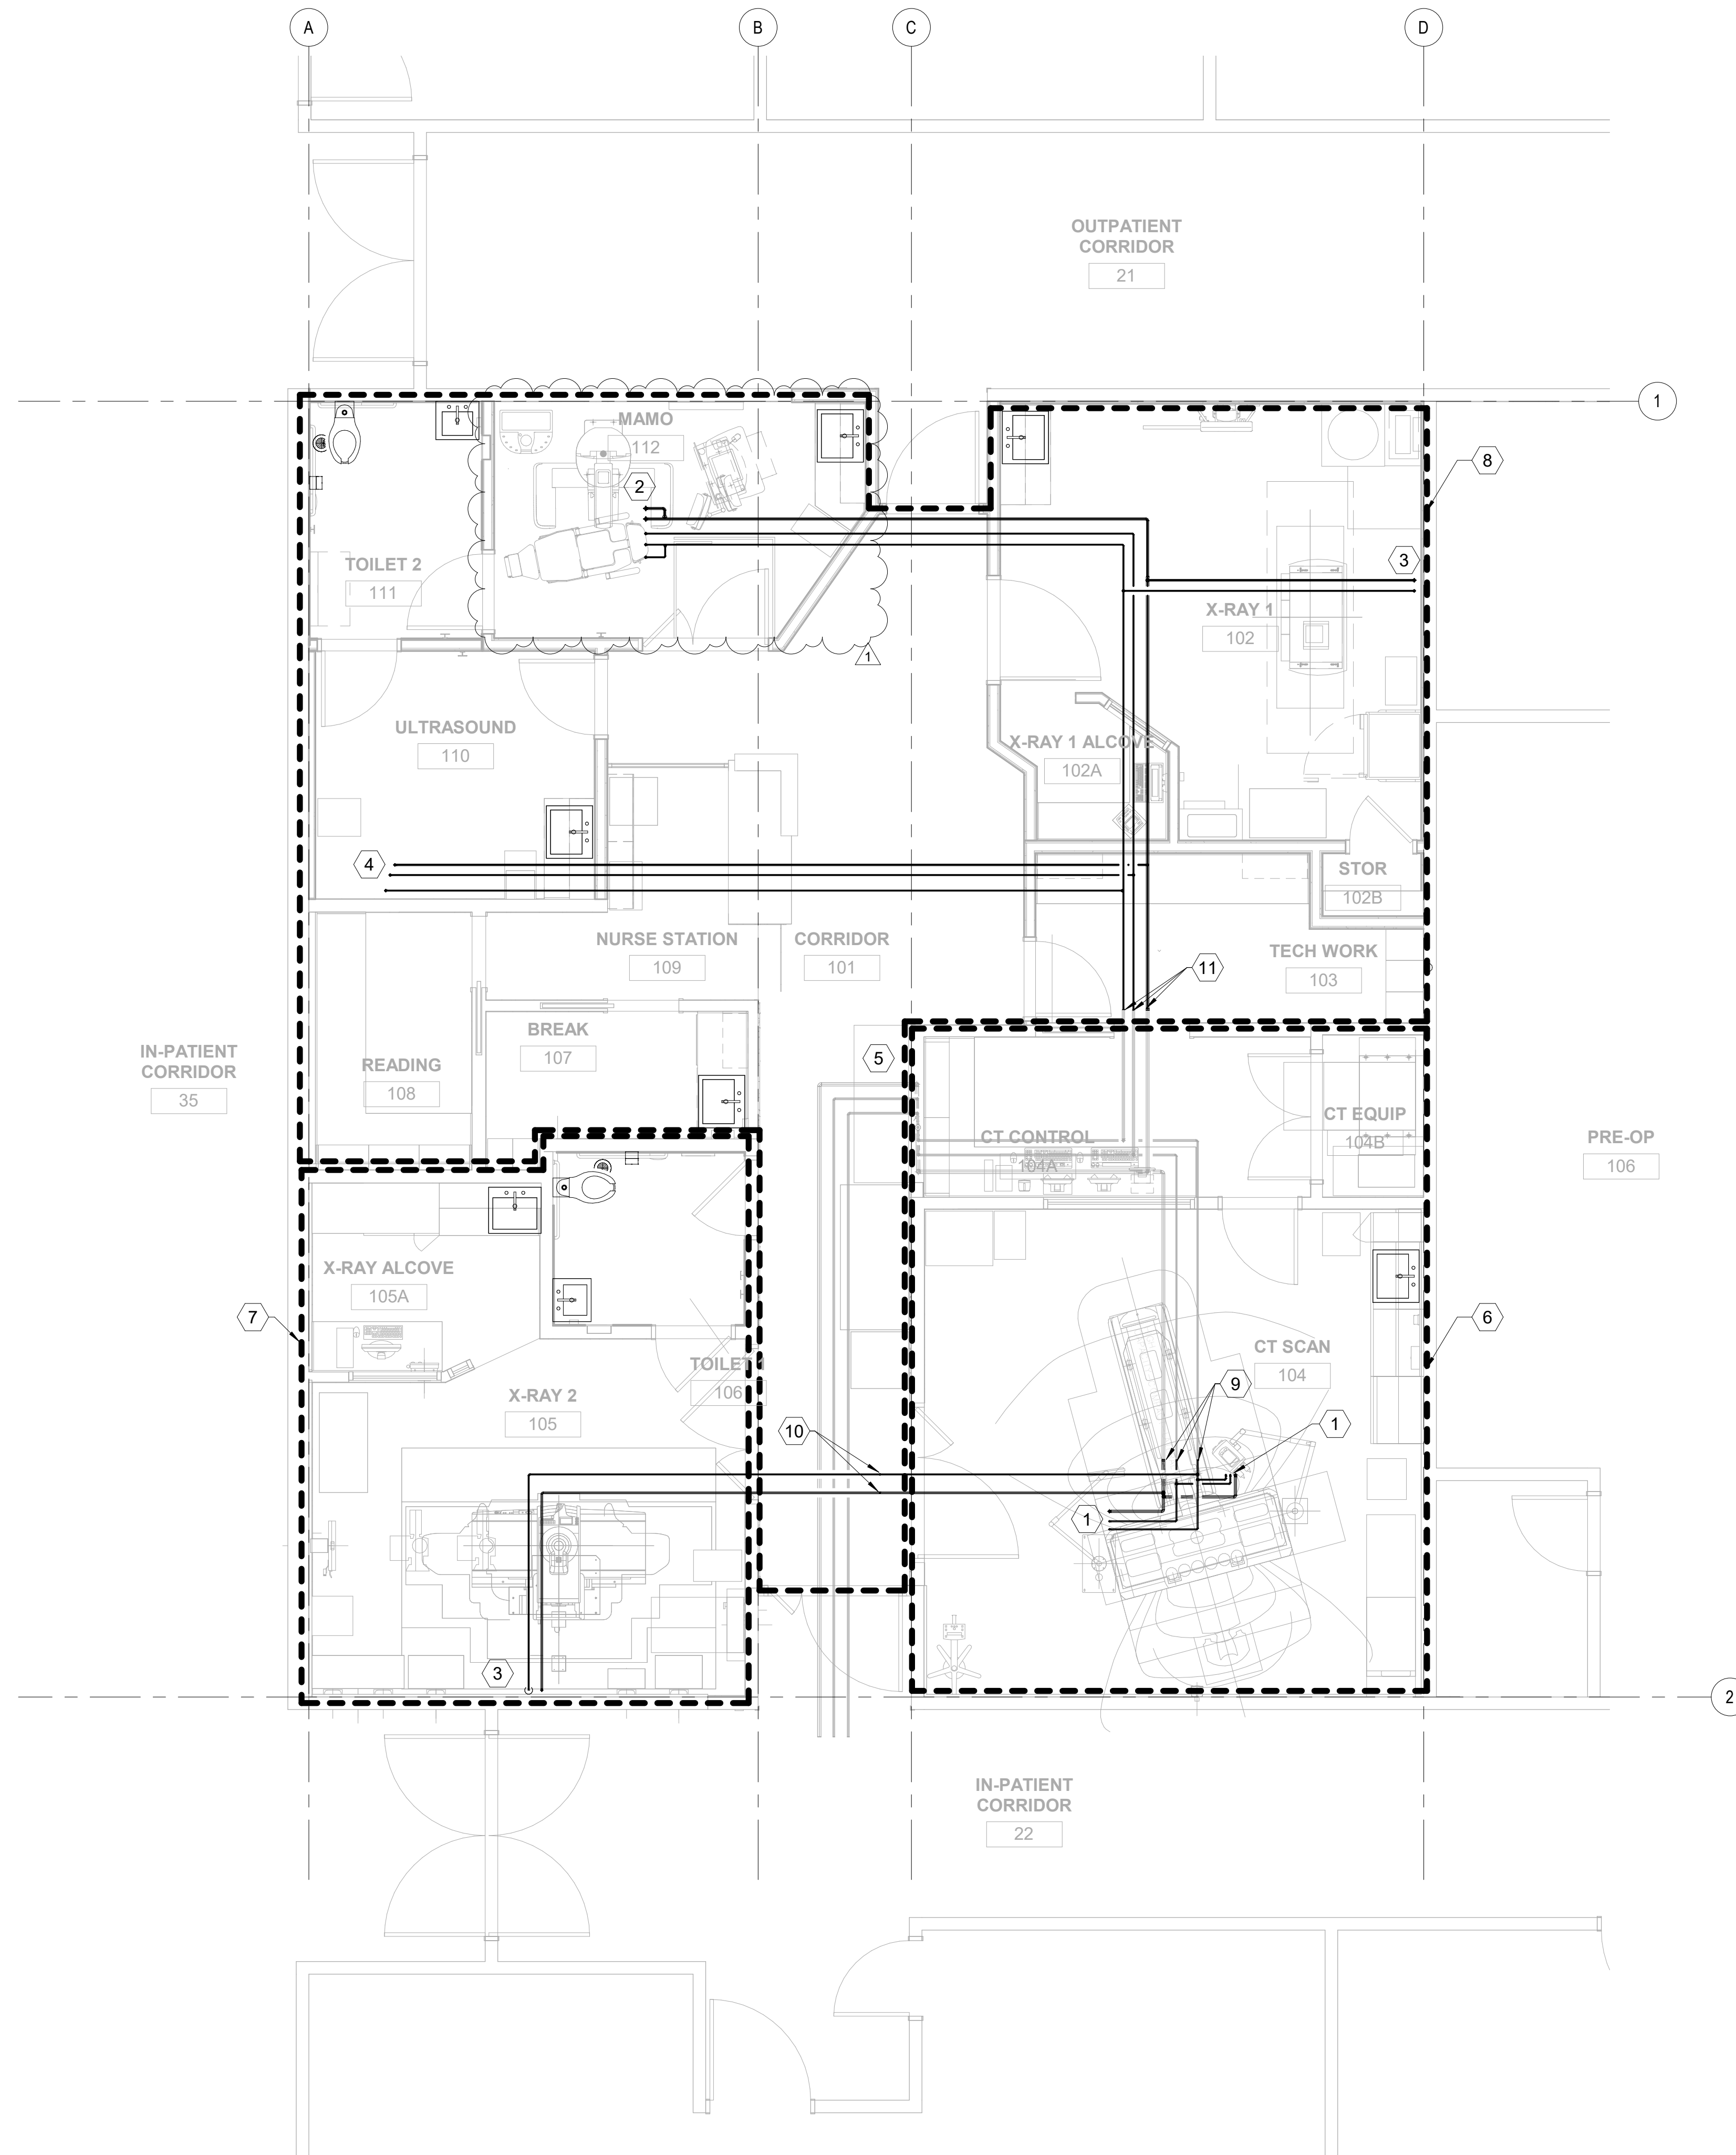 A
B
C
D
OUTPATIENT
CORRIDOR
21
1
MAMO
112
8
2
3
TOILET 2
111
X-RAY 1
102
1
ULTRASOUND
110
X-RAY 1 ALCOVE
102A
4
STOR
102B
NURSE STATION
109
CORRIDOR
101
TECH WORK
103
11
BREAK
107
IN-PATIENT
CORRIDOR
35
READING
108
5
CT EQUIP
104B
CT CONTROL
104A
PRE-OP
106
X-RAY ALCOVE
105A
7
6
CT SCAN
104
TOILET 1
106
X-RAY 2
105
9
10
1
1
3
2
IN-PATIENT
CORRIDOR
22